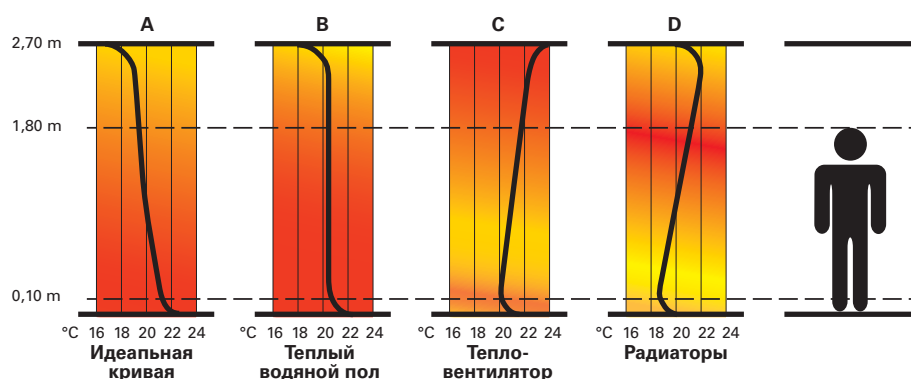 A B C D
2,70 m
1,80 m
0,10 m
°C 16 18 20 22 24 °C 16 18 20 22 24 °C 16 18 20 22 24 °C 16 18 20 22 24
Идеальная Теплый Тепло- Радиаторы
кривая водяной пол вентилятор